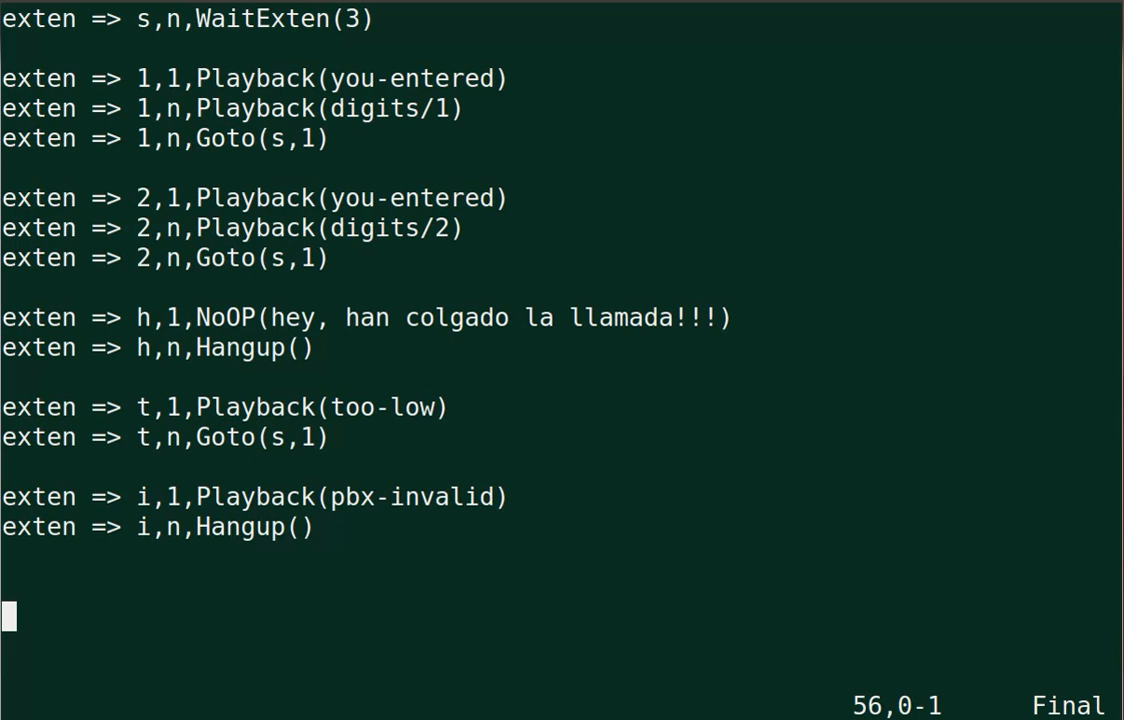 exten => s,n,WaitExten(3)
exten => 1,1,Playback(you-entered)
exten => 1,n,Playback(digits/1)
exten => 1,n,Goto(s,1)
exten => 2,1,Playback(you-entered)
exten => 2,n,Playback(digits/2)
exten => 2,n,Goto(s,1)
exten => h,1,NoOP(hey, han colgado la llamada!!!)
exten => h,n,Hangup()
exten => t,1,Playback(too-low)
exten => t,n,Goto(s,1)
exten => i,1,Playback(pbx-invalid)
exten => i,n,Hangup()
56,0-1 Final